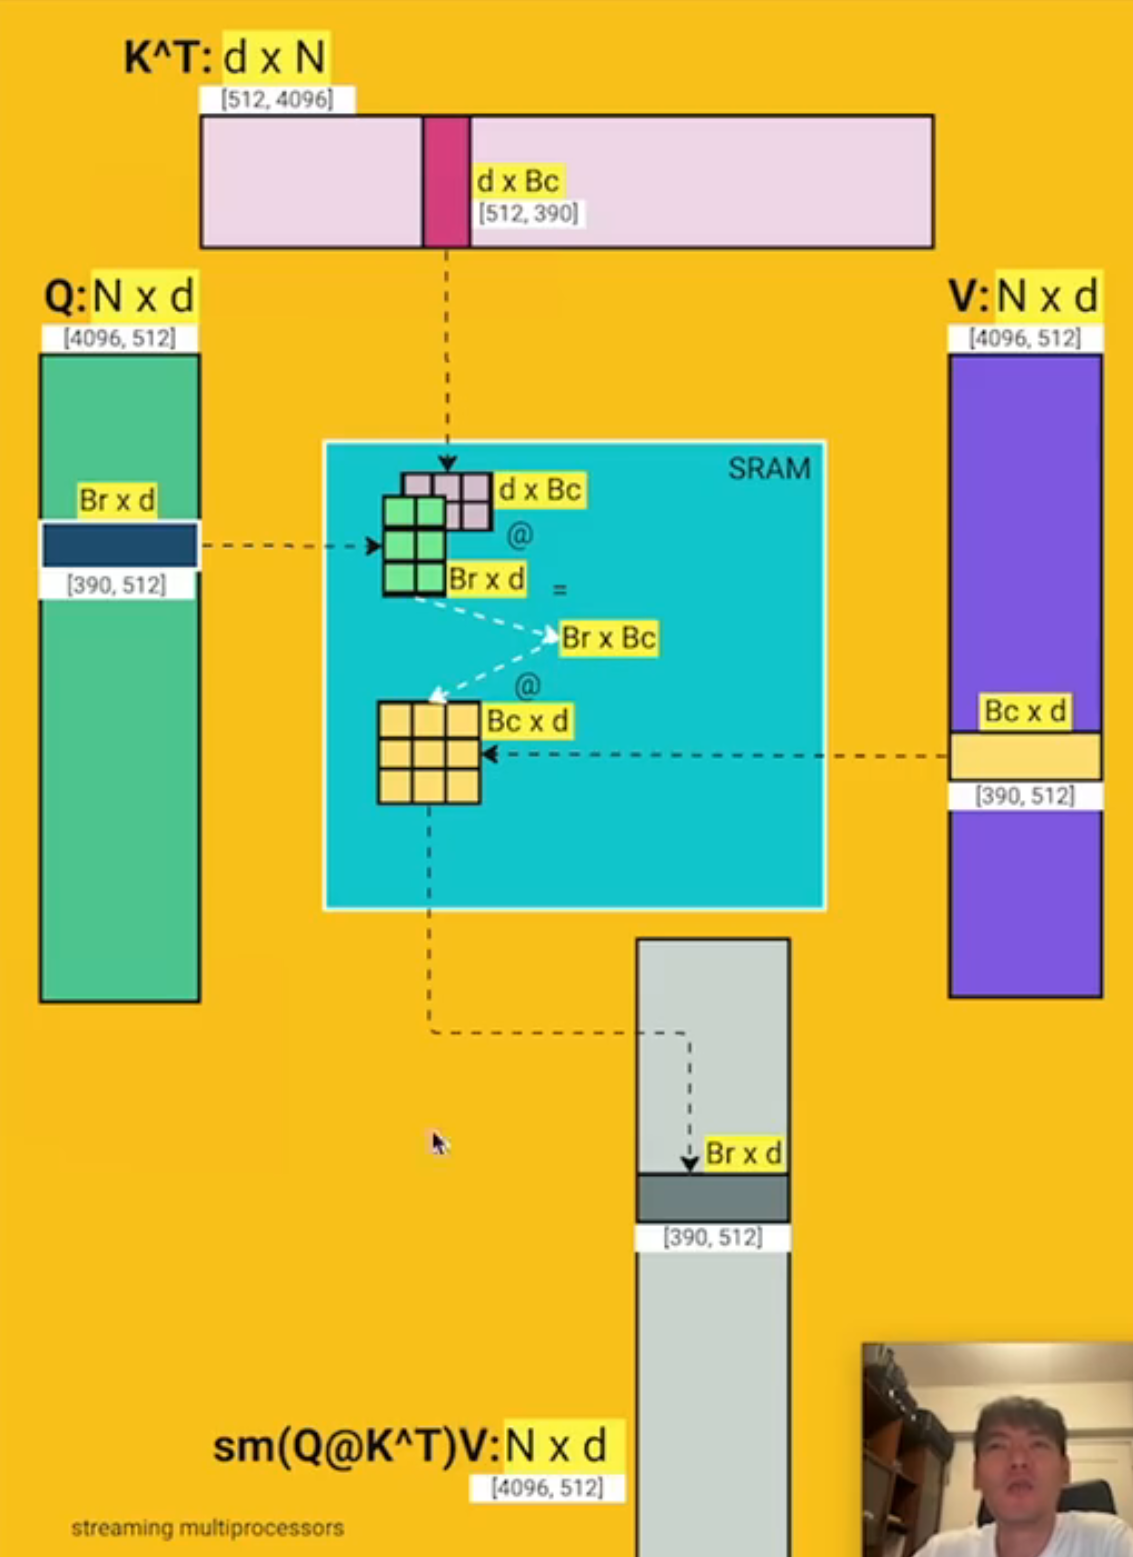 K^T: d x N
[512, 4096]
d x Bc
[512, 390]
Q: N x d
[4096, 512]
V: N x d
[4096, 512]
SRAM
d x Bc
Br x d
@
[390, 512]
Br x d
=
Br x Bc
@
Bc x d
Bc x d
[390, 512]
Br x d
[390, 512]
sm(Q@K^T)V: N x d
[4096, 512]
streaming multiprocessors